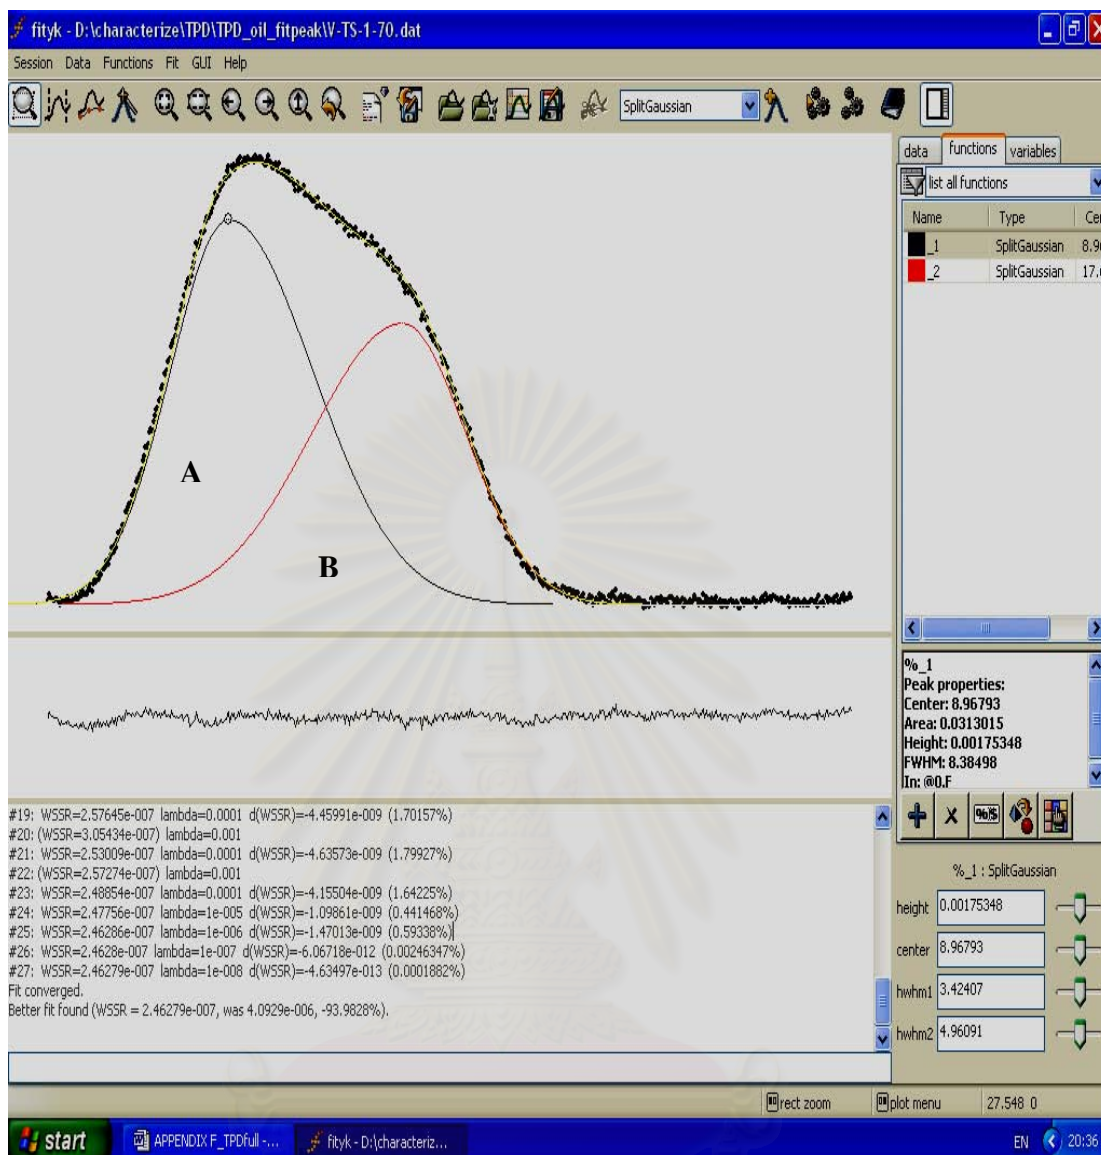 fityk - D:\characterize\TPD\TPD_oil_fitpeak\V-TS-1-70.dat
Session Data Functions Fit GUI Help
SplitGaussian
data functions variables
list all functions
Name Type Cer
_1 SplitGaussian 8.96
_2 SplitGaussian 17.
A
B
%_1
Peak properties:
Center: 8.96793
Area: 0.0313015
Height: 0.00175348
FWHM: 8.38498
In: @0.F
#19: WSSR=2.57645e-007 lambda=0.0001 d(WSSR)=-4.45991e-009 (1.70157%)
#20: (WSSR=3.05434e-007) lambda=0.001
#21: WSSR=2.53009e-007 lambda=0.0001 d(WSSR)=-4.63573e-009 (1.79927%)
#22: (WSSR=2.57274e-007) lambda=0.001
#23: WSSR=2.48854e-007 lambda=0.0001 d(WSSR)=-4.15504e-009 (1.64225%)
#24: WSSR=2.47756e-007 lambda=1e-005 d(WSSR)=-1.09861e-009 (0.441468%)
#25: WSSR=2.46286e-007 lambda=1e-006 d(WSSR)=-1.47013e-009 (0.59338%)
#26: WSSR=2.4628e-007 lambda=1e-007 d(WSSR)=-6.06718e-012 (0.00246347%)
#27: WSSR=2.46279e-007 lambda=1e-008 d(WSSR)=-4.63497e-013 (0.0001882%)
Fit converged.
Better fit found (WSSR = 2.46279e-007, was 4.0929e-006, -93.9828%).
%_1 : SplitGaussian
height 0.00175348
center 8.96793
hwhm1 3.42407
hwhm2 4.96091
rect zoom plot menu 27.548 0
start APPENDIX F_TPDfull -... fityk - D:\characteriz... EN 20:36